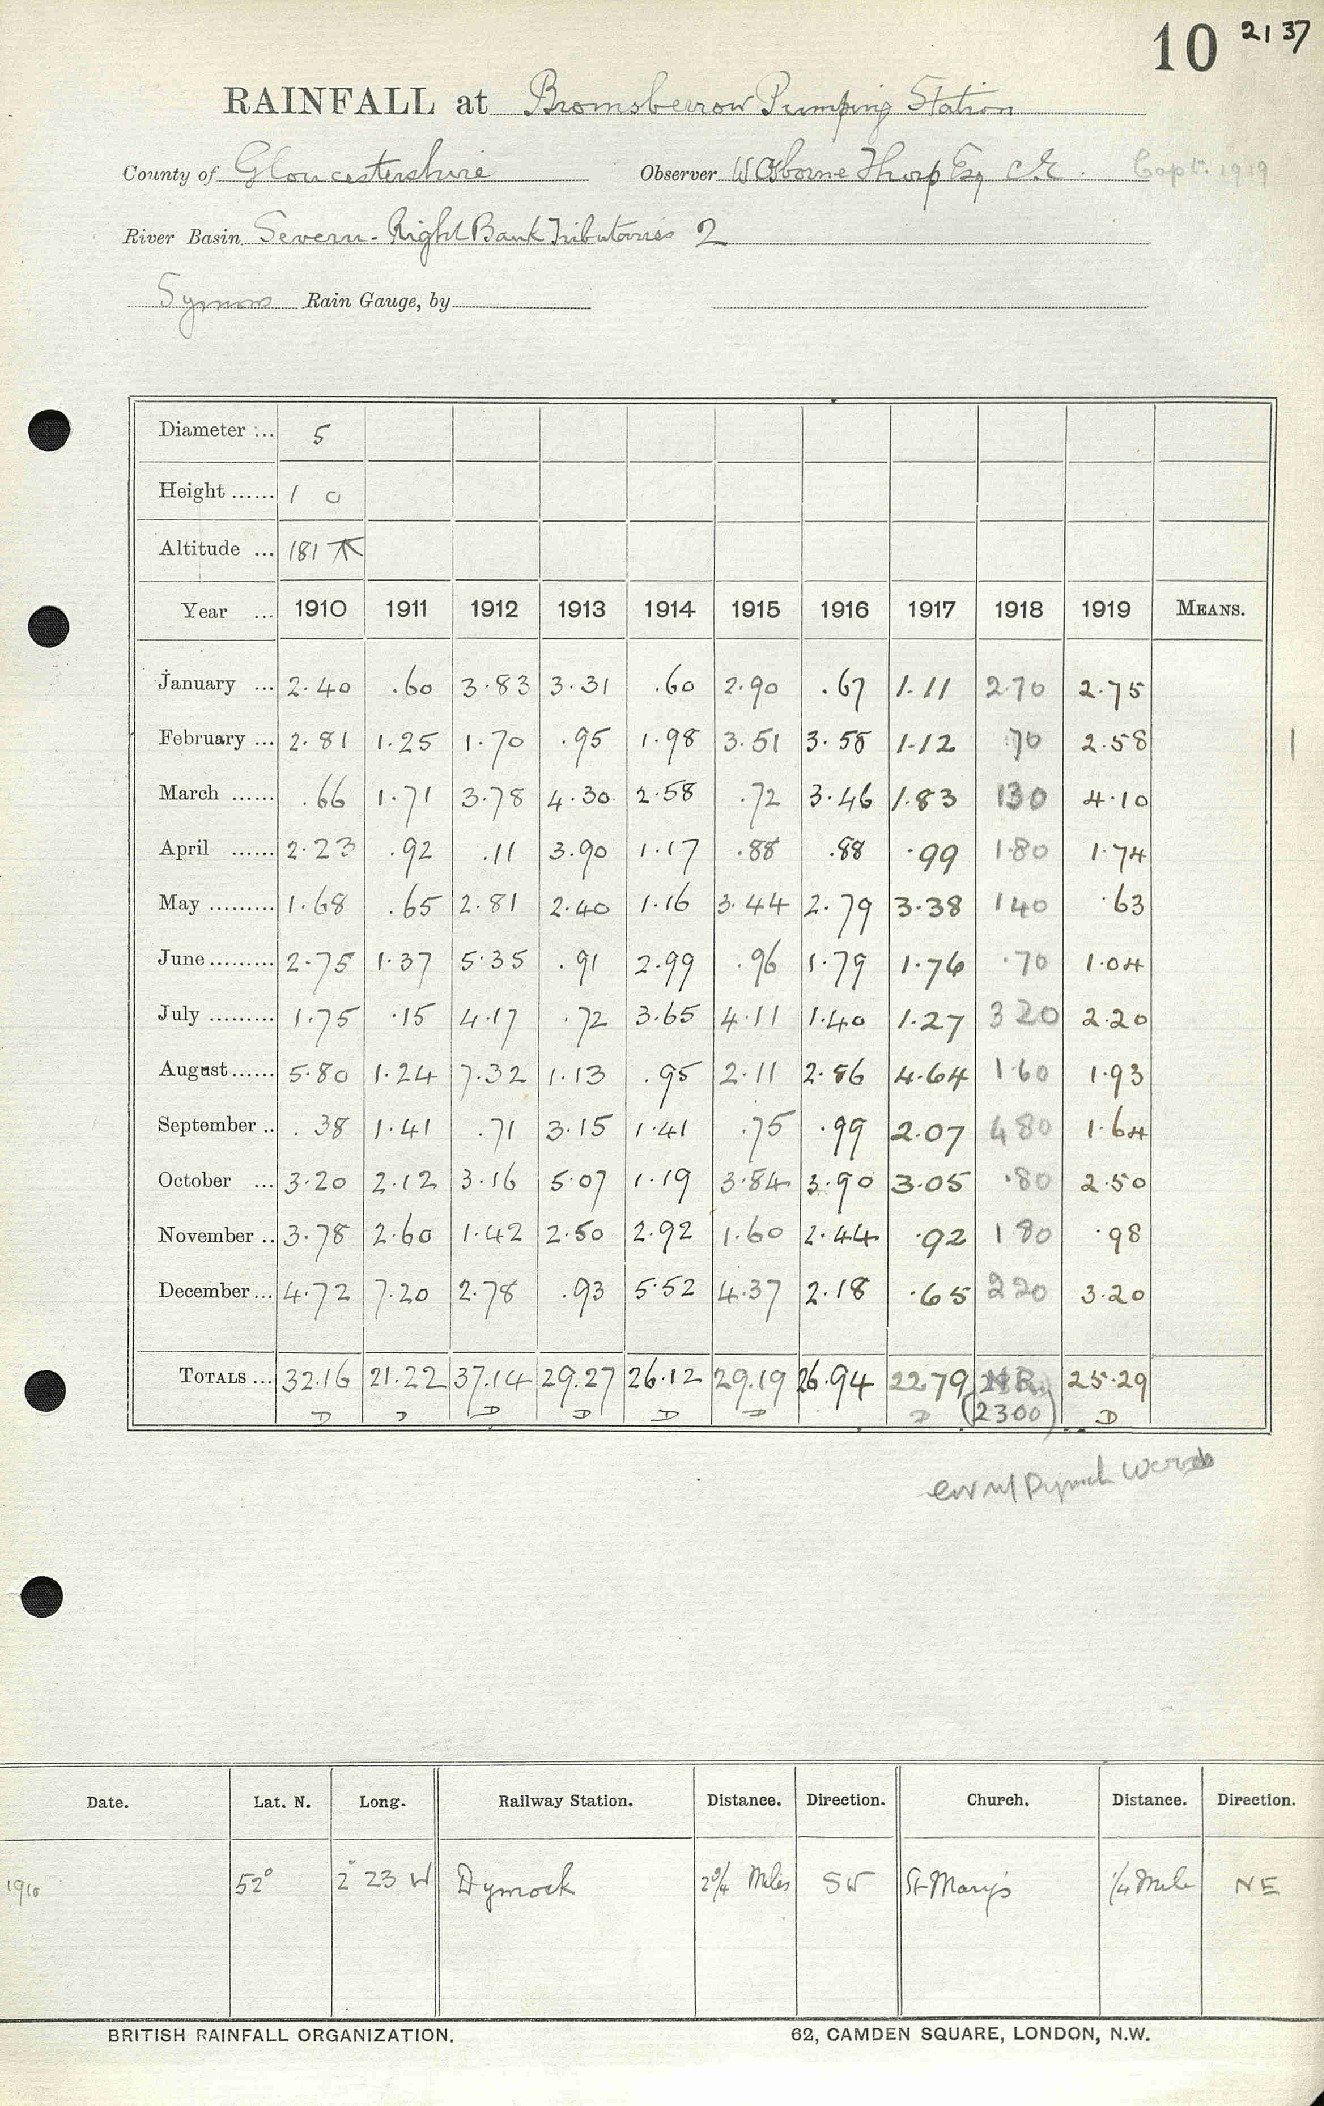 10 2137
RAINFALL at Bromsberrow Pumping Station
County of Gloucestershire Observer W Osborne Thorp Esq C.E. Capt. 1919
River Basin Severn - Right Bank Tributaries 2
Symons Rain Gauge, by
Diameter ... 5
Height ...... 1 0
Altitude ... 181
Year ... 1910 1911 1912 1913 1914 1915 1916 1917 1918 1919 MEANS.
January ... 2.40 .60 3.83 3.31 .60 2.90 .67 1.11 2.70 2.75
February ... 2.81 1.25 1.70 .95 1.98 3.51 3.58 1.12 .70 2.58
March ...... .66 1.71 3.78 4.30 2.58 .72 3.46 1.83 130 4.10
April ...... 2.23 .92 .11 3.90 1.17 .88 .88 .99 1.80 1.74
May ......... 1.68 .65 2.81 2.40 1.16 3.44 2.79 3.38 140 .63
June ......... 2.75 1.37 5.35 .91 2.99 .96 1.79 1.76 .70 1.04
July ......... 1.75 .15 4.17 .72 3.65 4.11 1.40 1.27 320 2.20
August ...... 5.80 1.24 7.32 1.13 .95 2.11 2.86 4.64 1.60 1.93
September .. .38 1.41 .71 3.15 1.41 .75 .99 2.07 480 1.64
October ... 3.20 2.12 3.16 5.07 1.19 3.84 3.90 3.05 .80 2.50
November .. 3.78 2.60 1.42 2.50 2.92 1.60 2.44 .92 180 .98
December ... 4.72 7.20 2.78 .93 5.52 4.37 2.18 .65 220 3.20
TOTALS ... 32.16 21.22 37.14 29.27 26.12 29.19 26.94 22.79 25.29
D D D D D D D (2300) D
Dymock
Date. Lat. N. Long. Railway Station. Distance. Direction. Church. Distance. Direction.
1910 52° 2° 23 W Dymock 2 3/4 Miles SW St Mary's 1/4 Mile NE
BRITISH RAINFALL ORGANIZATION. 62, CAMDEN SQUARE, LONDON, N.W.